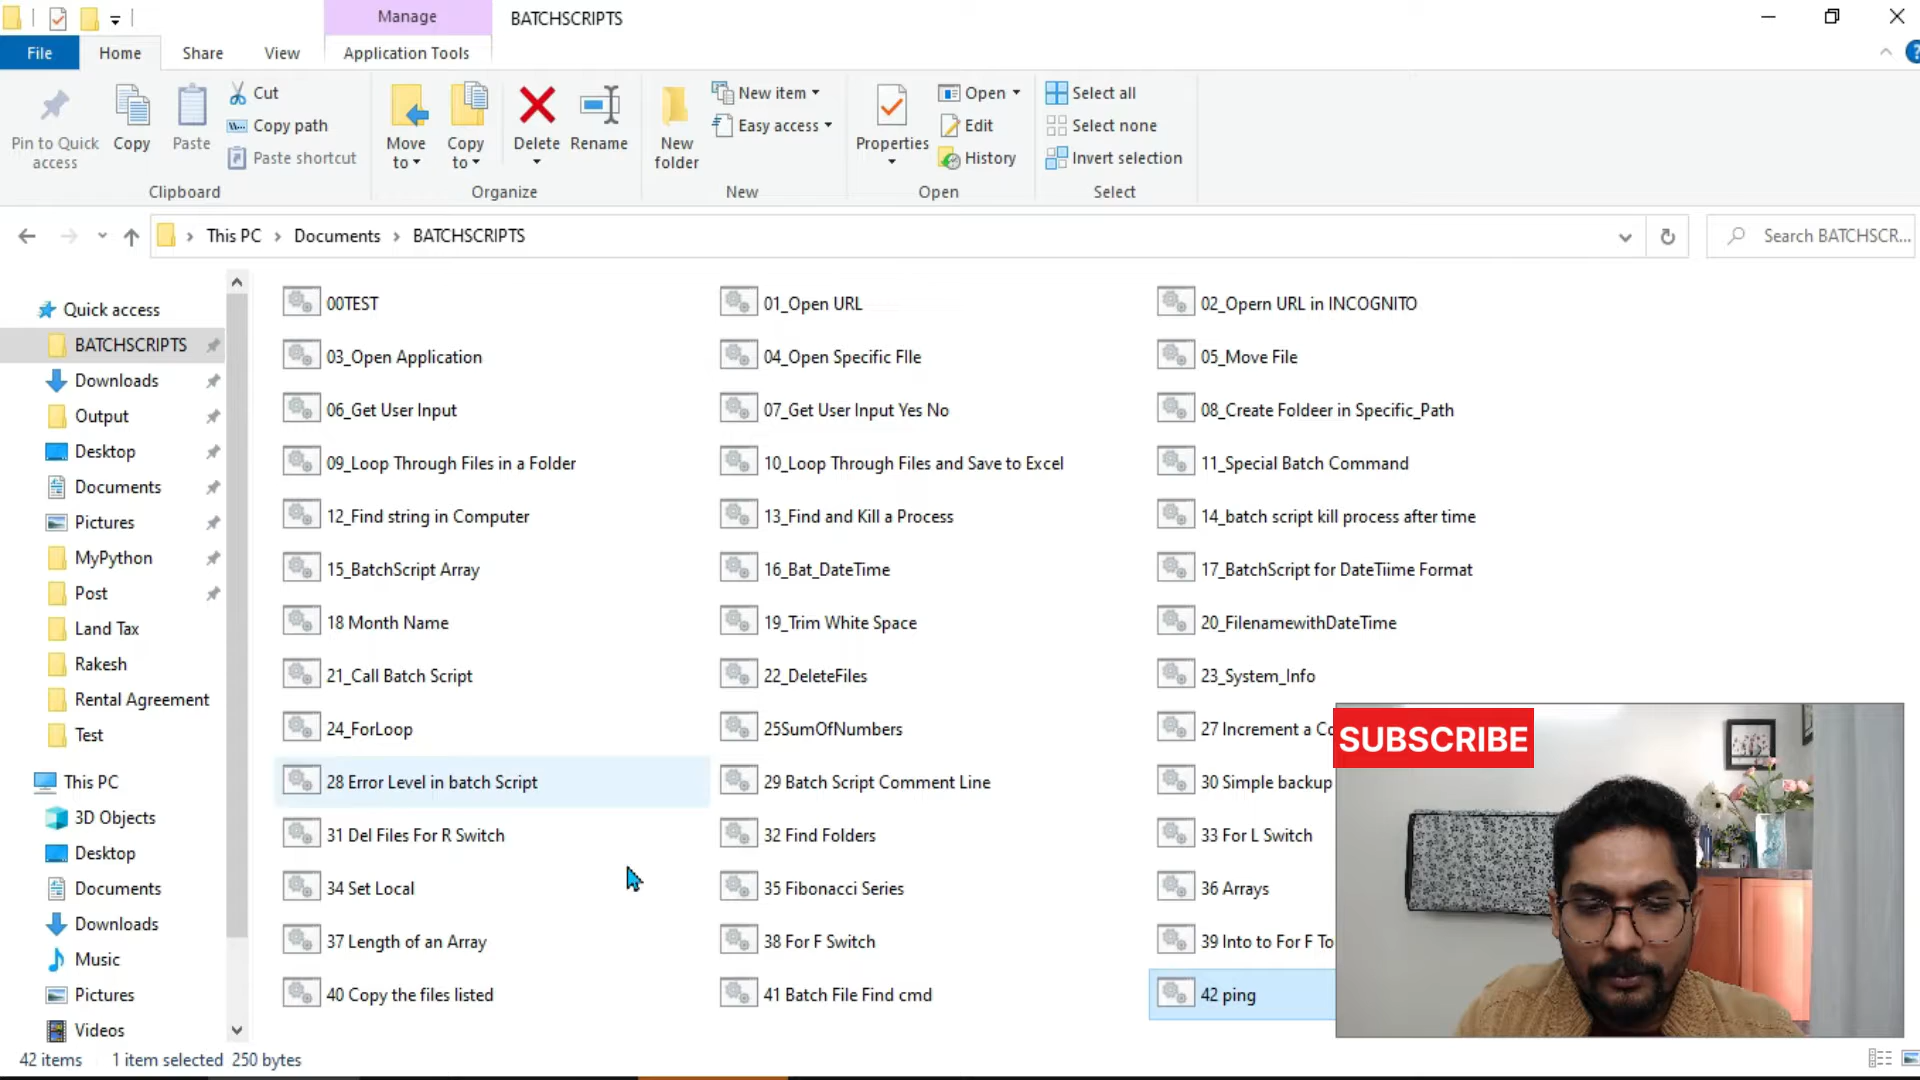 Manage
BATCHSCRIPTS
File
Home
Share
View
Application Tools
Pin to Quick access
Copy
Paste
Cut
Copy path
Paste shortcut
Clipboard
Move to
Copy to
Delete
Rename
Organize
New folder
New item
Easy access
New
Properties
Open
Edit
History
Open
Select all
Select none
Invert selection
Select
This PC > Documents > BATCHSCRIPTS
Search BATCHSCR...
Quick access
BATCHSCRIPTS
Downloads
Output
Desktop
Documents
Pictures
MyPython
Post
Land Tax
Rakesh
Rental Agreement
Test
This PC
3D Objects
Desktop
Documents
Downloads
Music
Pictures
Videos
00TEST
01_Open URL
02_Opern URL in INCOGNITO
03_Open Application
04_Open Specific FIle
05_Move File
06_Get User Input
07_Get User Input Yes No
08_Create Foldeer in Specific_Path
09_Loop Through Files in a Folder
10_Loop Through Files and Save to Excel
11_Special Batch Command
12_Find string in Computer
13_Find and Kill a Process
14_batch script kill process after time
15_BatchScript Array
16_Bat_DateTime
17_BatchScript for DateTiime Format
18 Month Name
19_Trim White Space
20_FilenamewithDateTime
21_Call Batch Script
22_DeleteFiles
23_System_Info
24_ForLoop
25SumOfNumbers
27 Increment a Co
28 Error Level in batch Script
29 Batch Script Comment Line
30 Simple backup
31 Del Files For R Switch
32 Find Folders
33 For L Switch
34 Set Local
35 Fibonacci Series
36 Arrays
37 Length of an Array
38 For F Switch
39 Into to For F To
40 Copy the files listed
41 Batch File Find cmd
42 ping
SUBSCRIBE
42 items
1 item selected 250 bytes